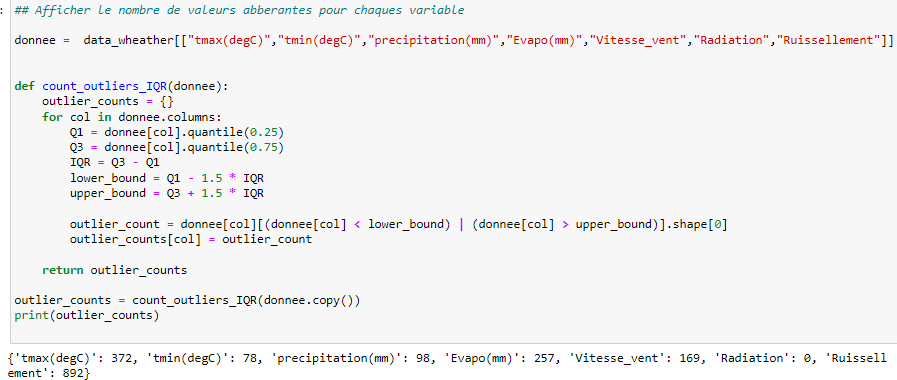 :
## Afficher le nombre de valeurs abberantes pour chaques variable
donnee =  data_wheather[["tmax(degC)","tmin(degC)","precipitation(mm)","Evapo(mm)","Vitesse_vent","Radiation","Ruissellement"]]
def count_outliers_IQR(donnee):
    outlier_counts = {}
    for col in donnee.columns:
        Q1 = donnee[col].quantile(0.25)
        Q3 = donnee[col].quantile(0.75)
        IQR = Q3 - Q1
        lower_bound = Q1 - 1.5 * IQR
        upper_bound = Q3 + 1.5 * IQR
        outlier_count = donnee[col][(donnee[col] < lower_bound) | (donnee[col] > upper_bound)].shape[0]
        outlier_counts[col] = outlier_count
    return outlier_counts
outlier_counts = count_outliers_IQR(donnee.copy())
print(outlier_counts)
{'tmax(degC)': 372, 'tmin(degC)': 78, 'precipitation(mm)': 98, 'Evapo(mm)': 257, 'Vitesse_vent': 169, 'Radiation': 0, 'Ruissell
ement': 892}